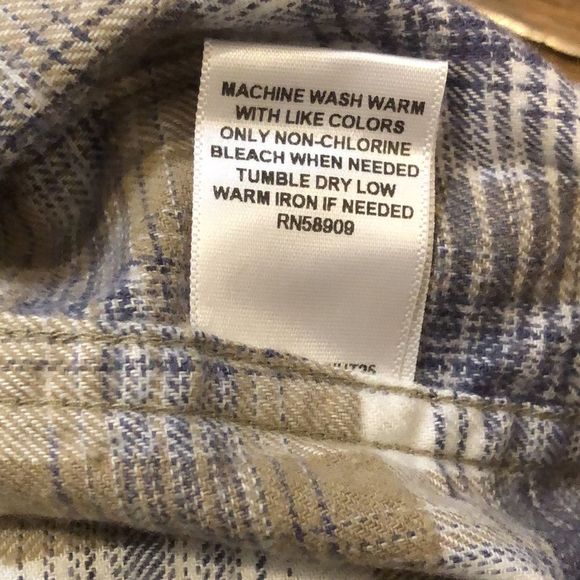 MACHINE WASH WARM
WITH LIKE COLORS
ONLY NON-CHLORINE
BLEACH WHEN NEEDED
TUMBLE DRY LOW
WARM IRON IF NEEDED
RN58909